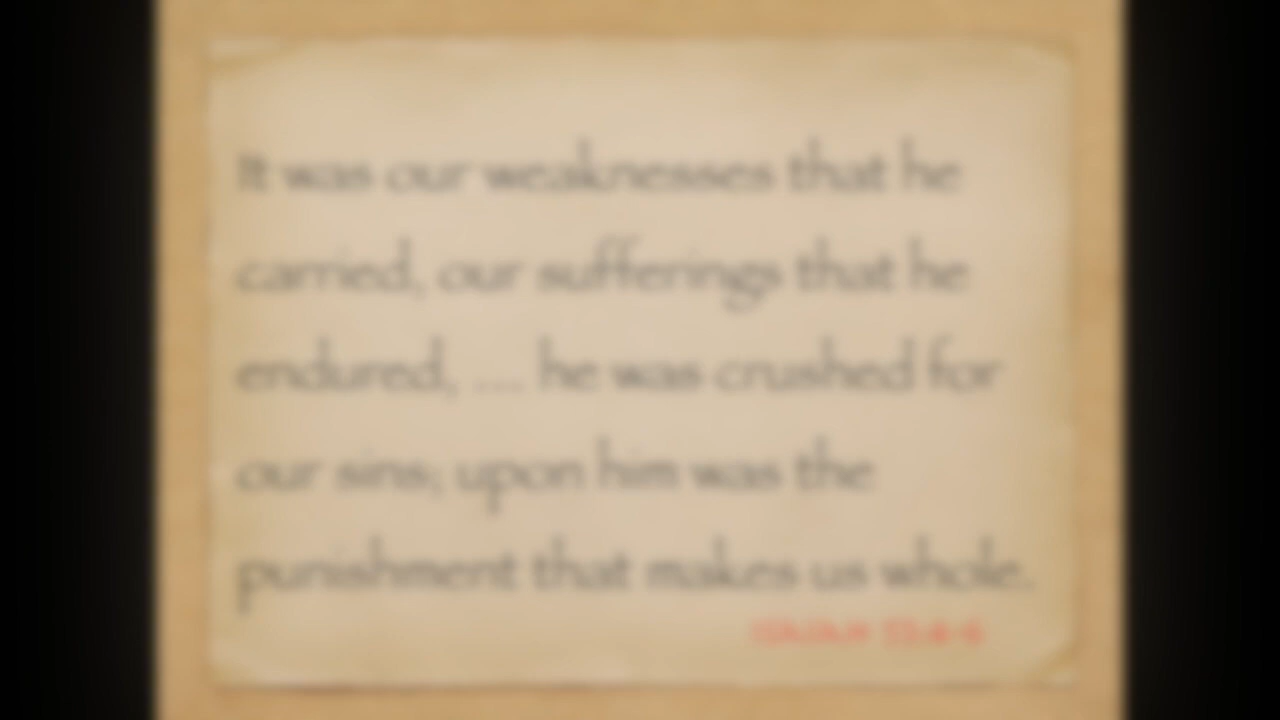 It was our weaknesses that he
carried, our sufferings that he
endured, .... he was crushed for
our sins; upon him was the
punishment that makes us whole.
ISAIAH